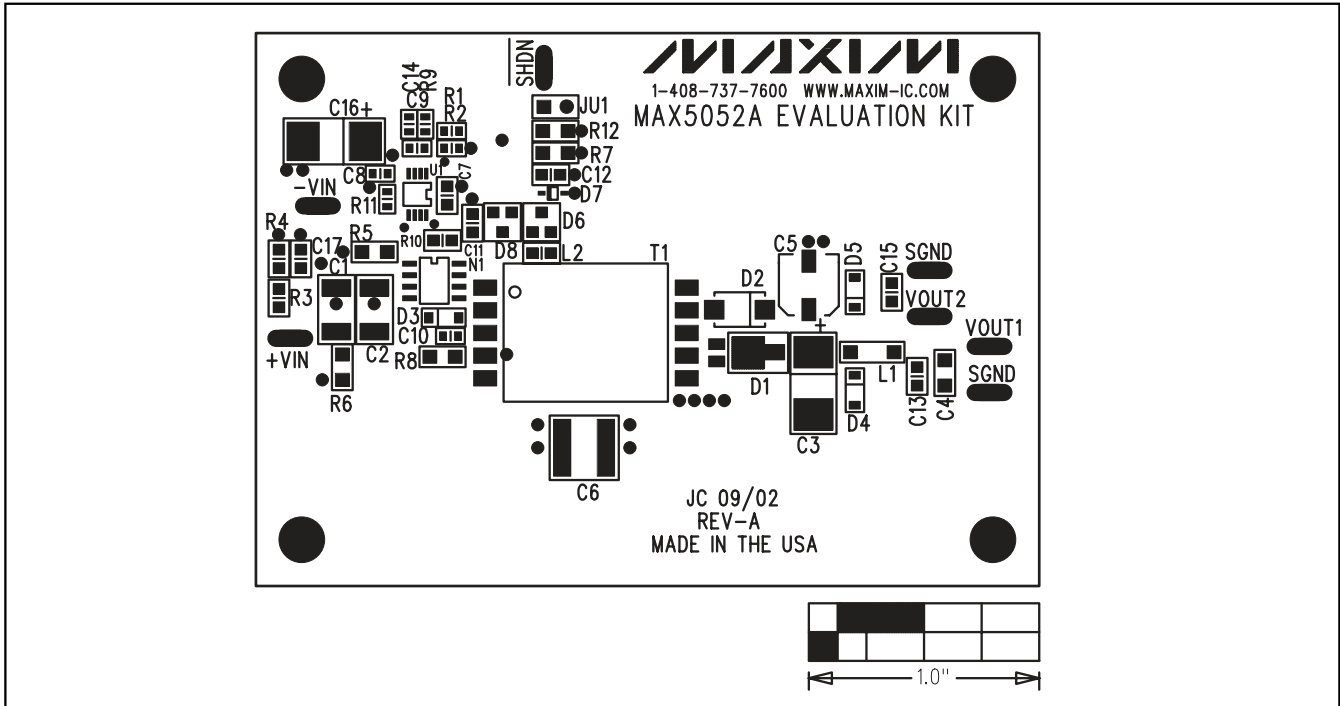 MAXIM
1-408-737-7600 WWW.MAXIM-IC.COM
MAX5052A EVALUATION KIT
SHDN
JU1
R12
R7
C12
D7
D6
L2
D8
C11
C14
R9
C9
R1
R2
C16+
C8
U1
C7
-VIN
R11
R4
C17
R5
R10
N1
C1
R3
D3
C10
R8
+VIN
C2
R6
T1
C6
D2
C5
D5
C15
SGND
VOUT2
VOUT1
SGND
+
D1
L1
C13
C4
D4
C3
JC 09/02
REV-A
MADE IN THE USA
1.0"